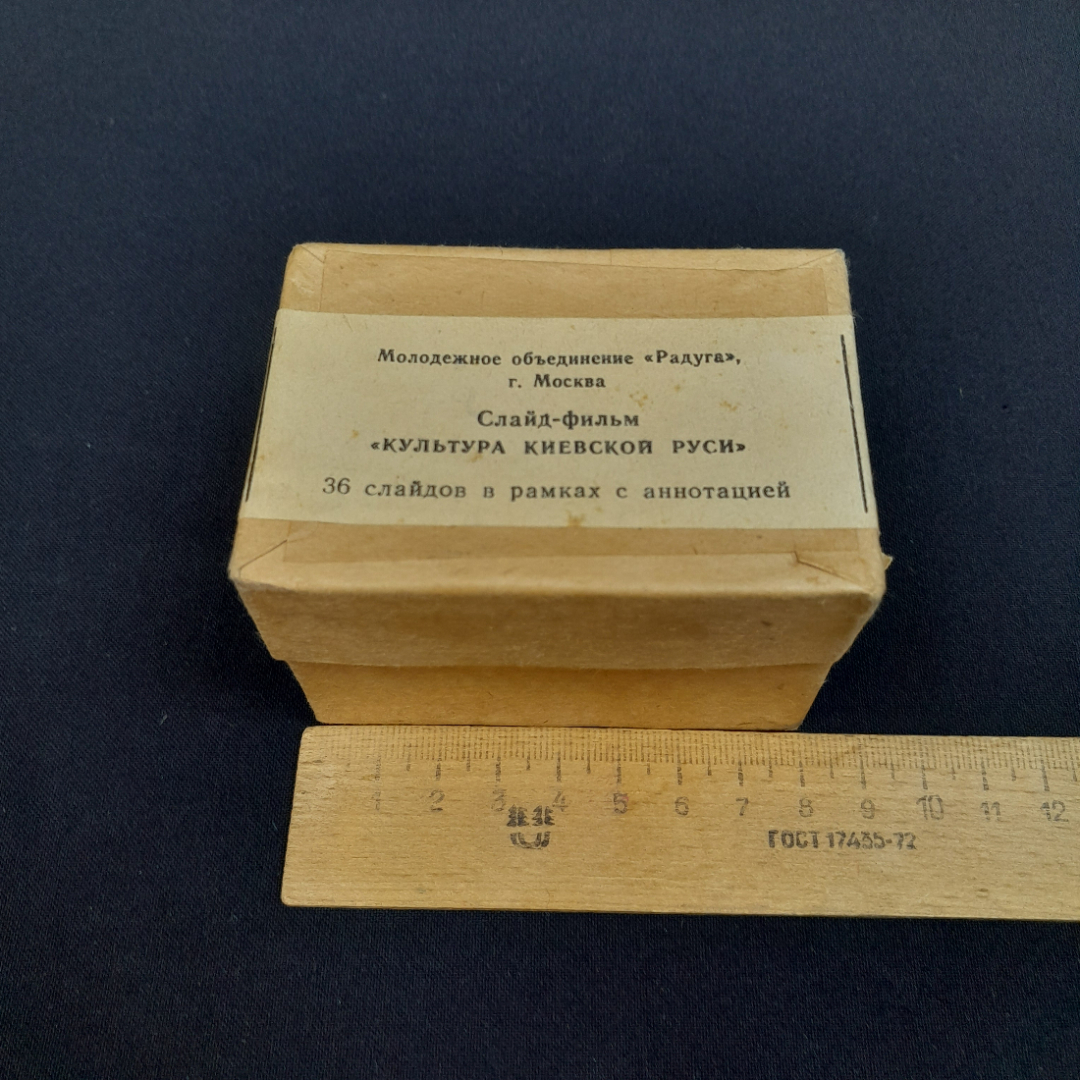 Молодежное объединение «Радуга»,
г. Москва
Слайд-фильм
«КУЛЬТУРА КИЕВСКОЙ РУСИ»
36 слайдов в рамках с аннотацией
2 3 4 5 6 7 8 9 10 11 12
ГОСТ 17435-72